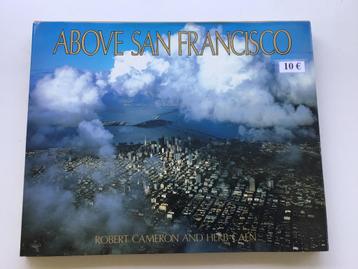 ABOVE SAN FRANCISCO
10 €
ROBERT CAMERON AND HERB CAEN